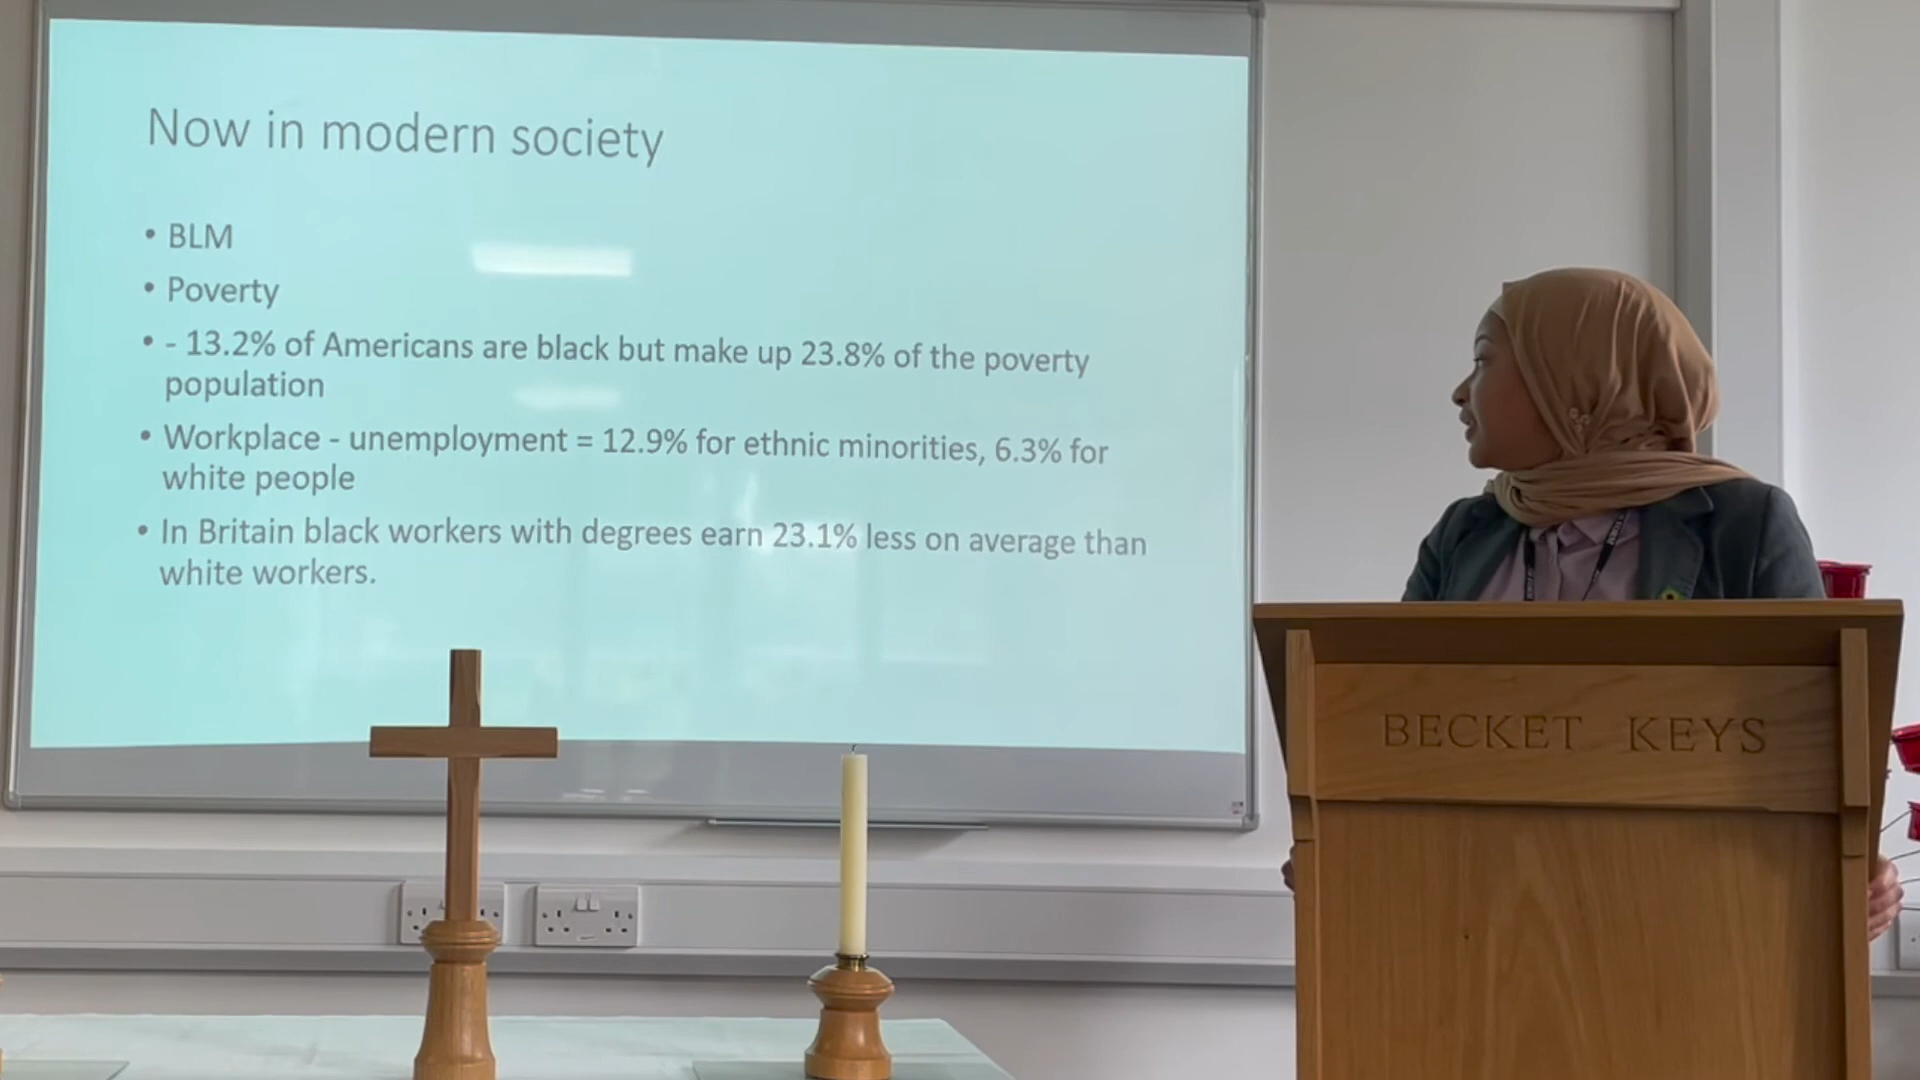 Now in modern society
• BLM
• Poverty
• - 13.2% of Americans are black but make up 23.8% of the poverty
population
• Workplace - unemployment = 12.9% for ethnic minorities, 6.3% for
white people
• In Britain black workers with degrees earn 23.1% less on average than
white workers.
BECKET KEYS